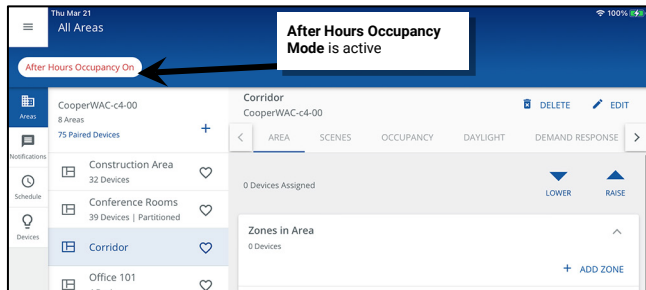 Thu Mar 21
100%
All Areas
After Hours Occupancy
Mode is active
After Hours Occupancy On
Areas
Notifications
Schedule
Devices
CooperWAC-c4-00
8 Areas
75 Paired Devices
+
Construction Area
32 Devices
Conference Rooms
39 Devices | Partitioned
Corridor
Office 101
Corridor
CooperWAC-c4-00
DELETE
EDIT
AREA
SCENES
OCCUPANCY
DAYLIGHT
DEMAND RESPONSE
0 Devices Assigned
LOWER
RAISE
Zones in Area
0 Devices
+ ADD ZONE